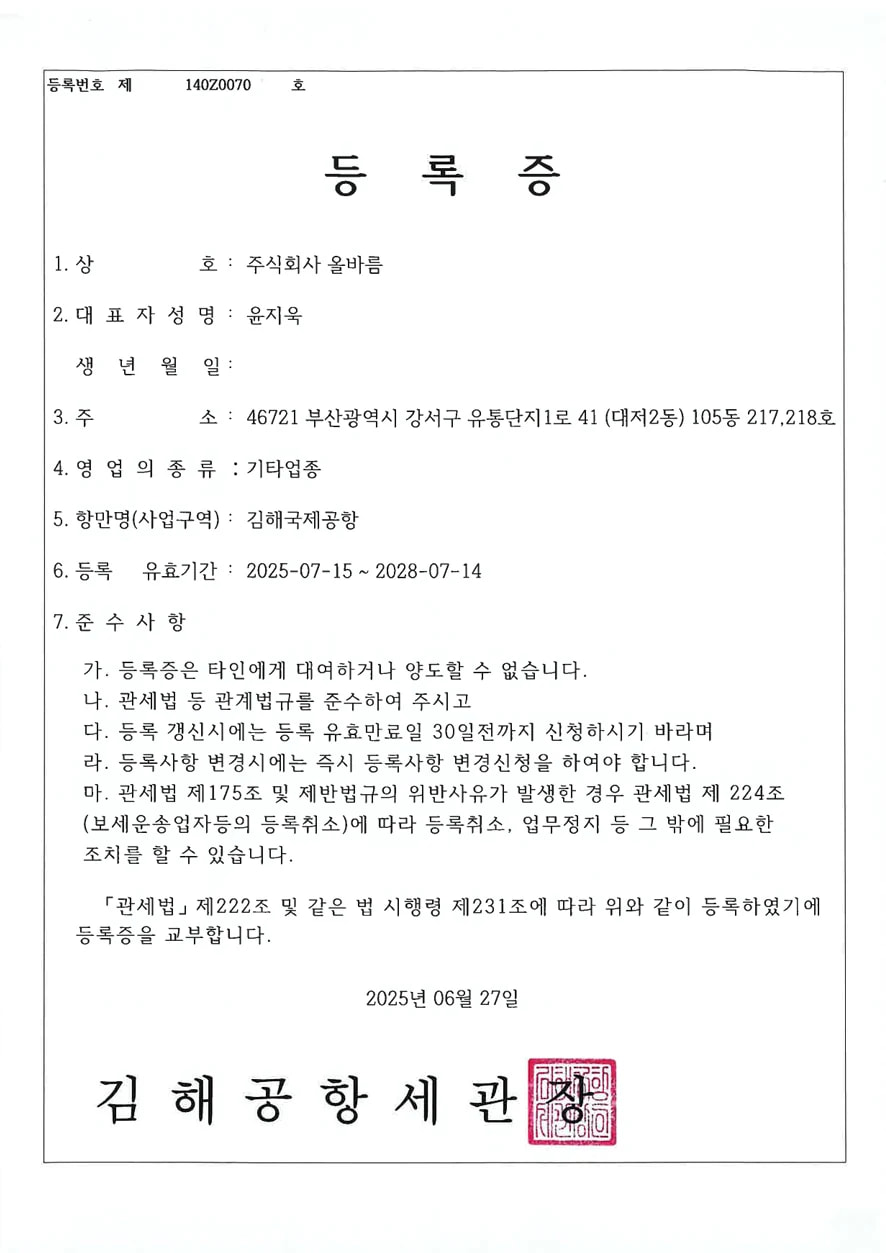 등록번호 제 140Z0070 호
등 록 증
1. 상 호 : 주식회사 올바름
2. 대 표 자 성 명 : 윤지욱
생 년 월 일 :
3. 주 소 : 46721 부산광역시 강서구 유통단지1로 41 (대저2동) 105동 217,218호
4. 영 업 의 종 류 : 기타업종
5. 항만명(사업구역) : 김해국제공항
6. 등록 유효기간 : 2025-07-15 ~ 2028-07-14
7. 준 수 사 항
가. 등록증은 타인에게 대여하거나 양도할 수 없습니다.
나. 관세법 등 관계법규를 준수하여 주시고
다. 등록 갱신시에는 등록 유효만료일 30일전까지 신청하시기 바라며
라. 등록사항 변경시에는 즉시 등록사항 변경신청을 하여야 합니다.
마. 관세법 제175조 및 제반법규의 위반사유가 발생한 경우 관세법 제 224조
(보세운송업자등의 등록취소)에 따라 등록취소, 업무정지 등 그 밖에 필요한
조치를 할 수 있습니다.
「관세법」제222조 및 같은 법 시행령 제231조에 따라 위와 같이 등록하였기에
등록증을 교부합니다.
2025년 06월 27일
김 해 공 항 세 관 장